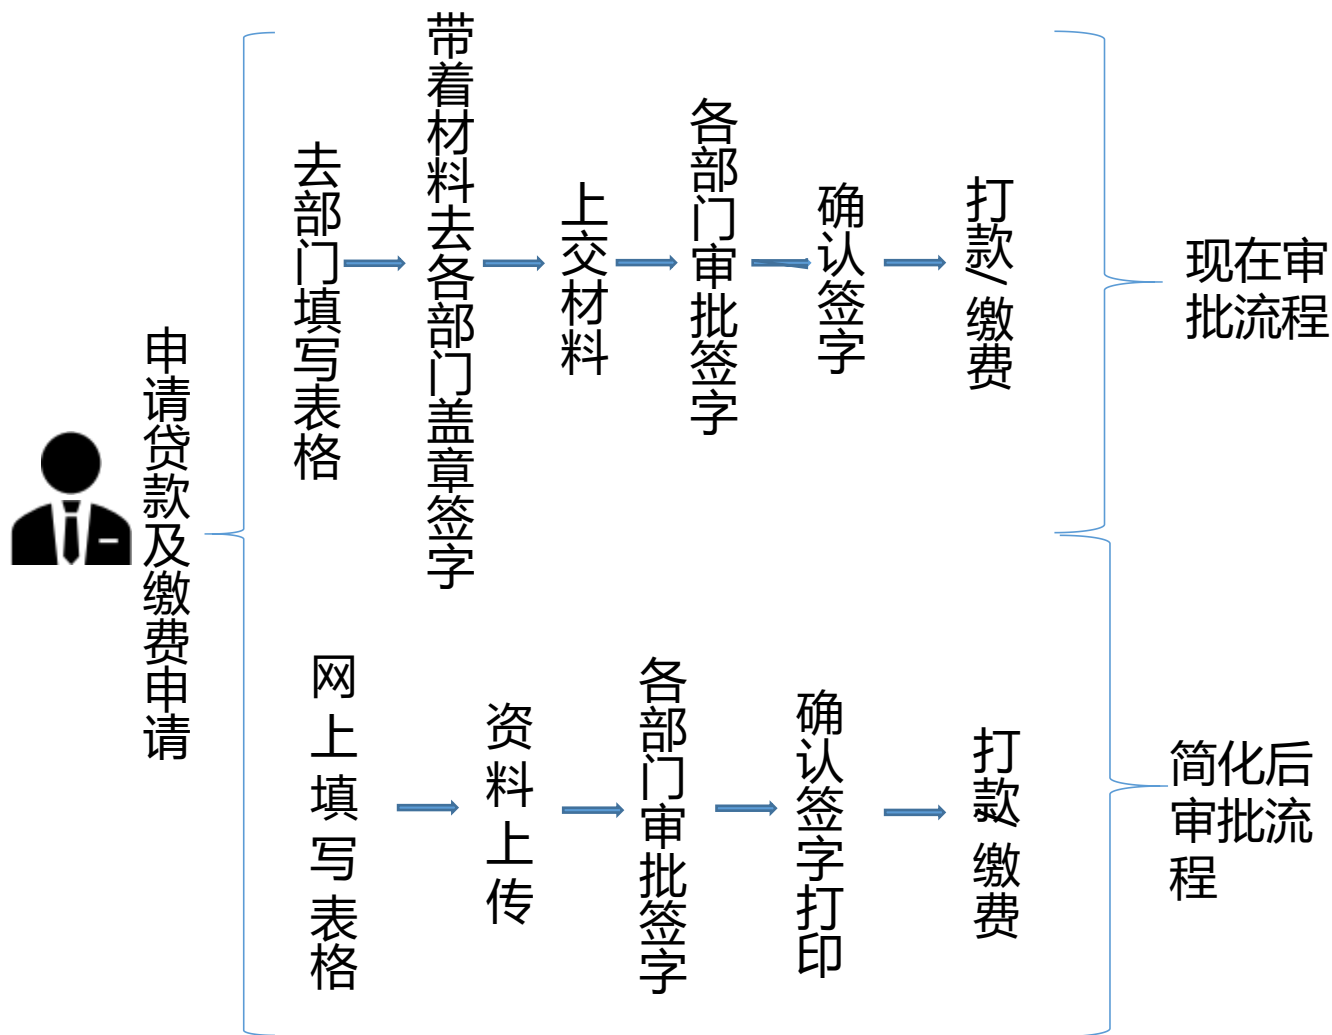 申请贷款及缴费申请
去部门填写表格
带着材料去各部门盖章签字
上交材料
各部门审批签字
确认签字
打款/缴费
现在审
批流程
网上填写表格
资料上传
各部门审批签字
确认签字打印
打款/缴费
简化后
审批流
程